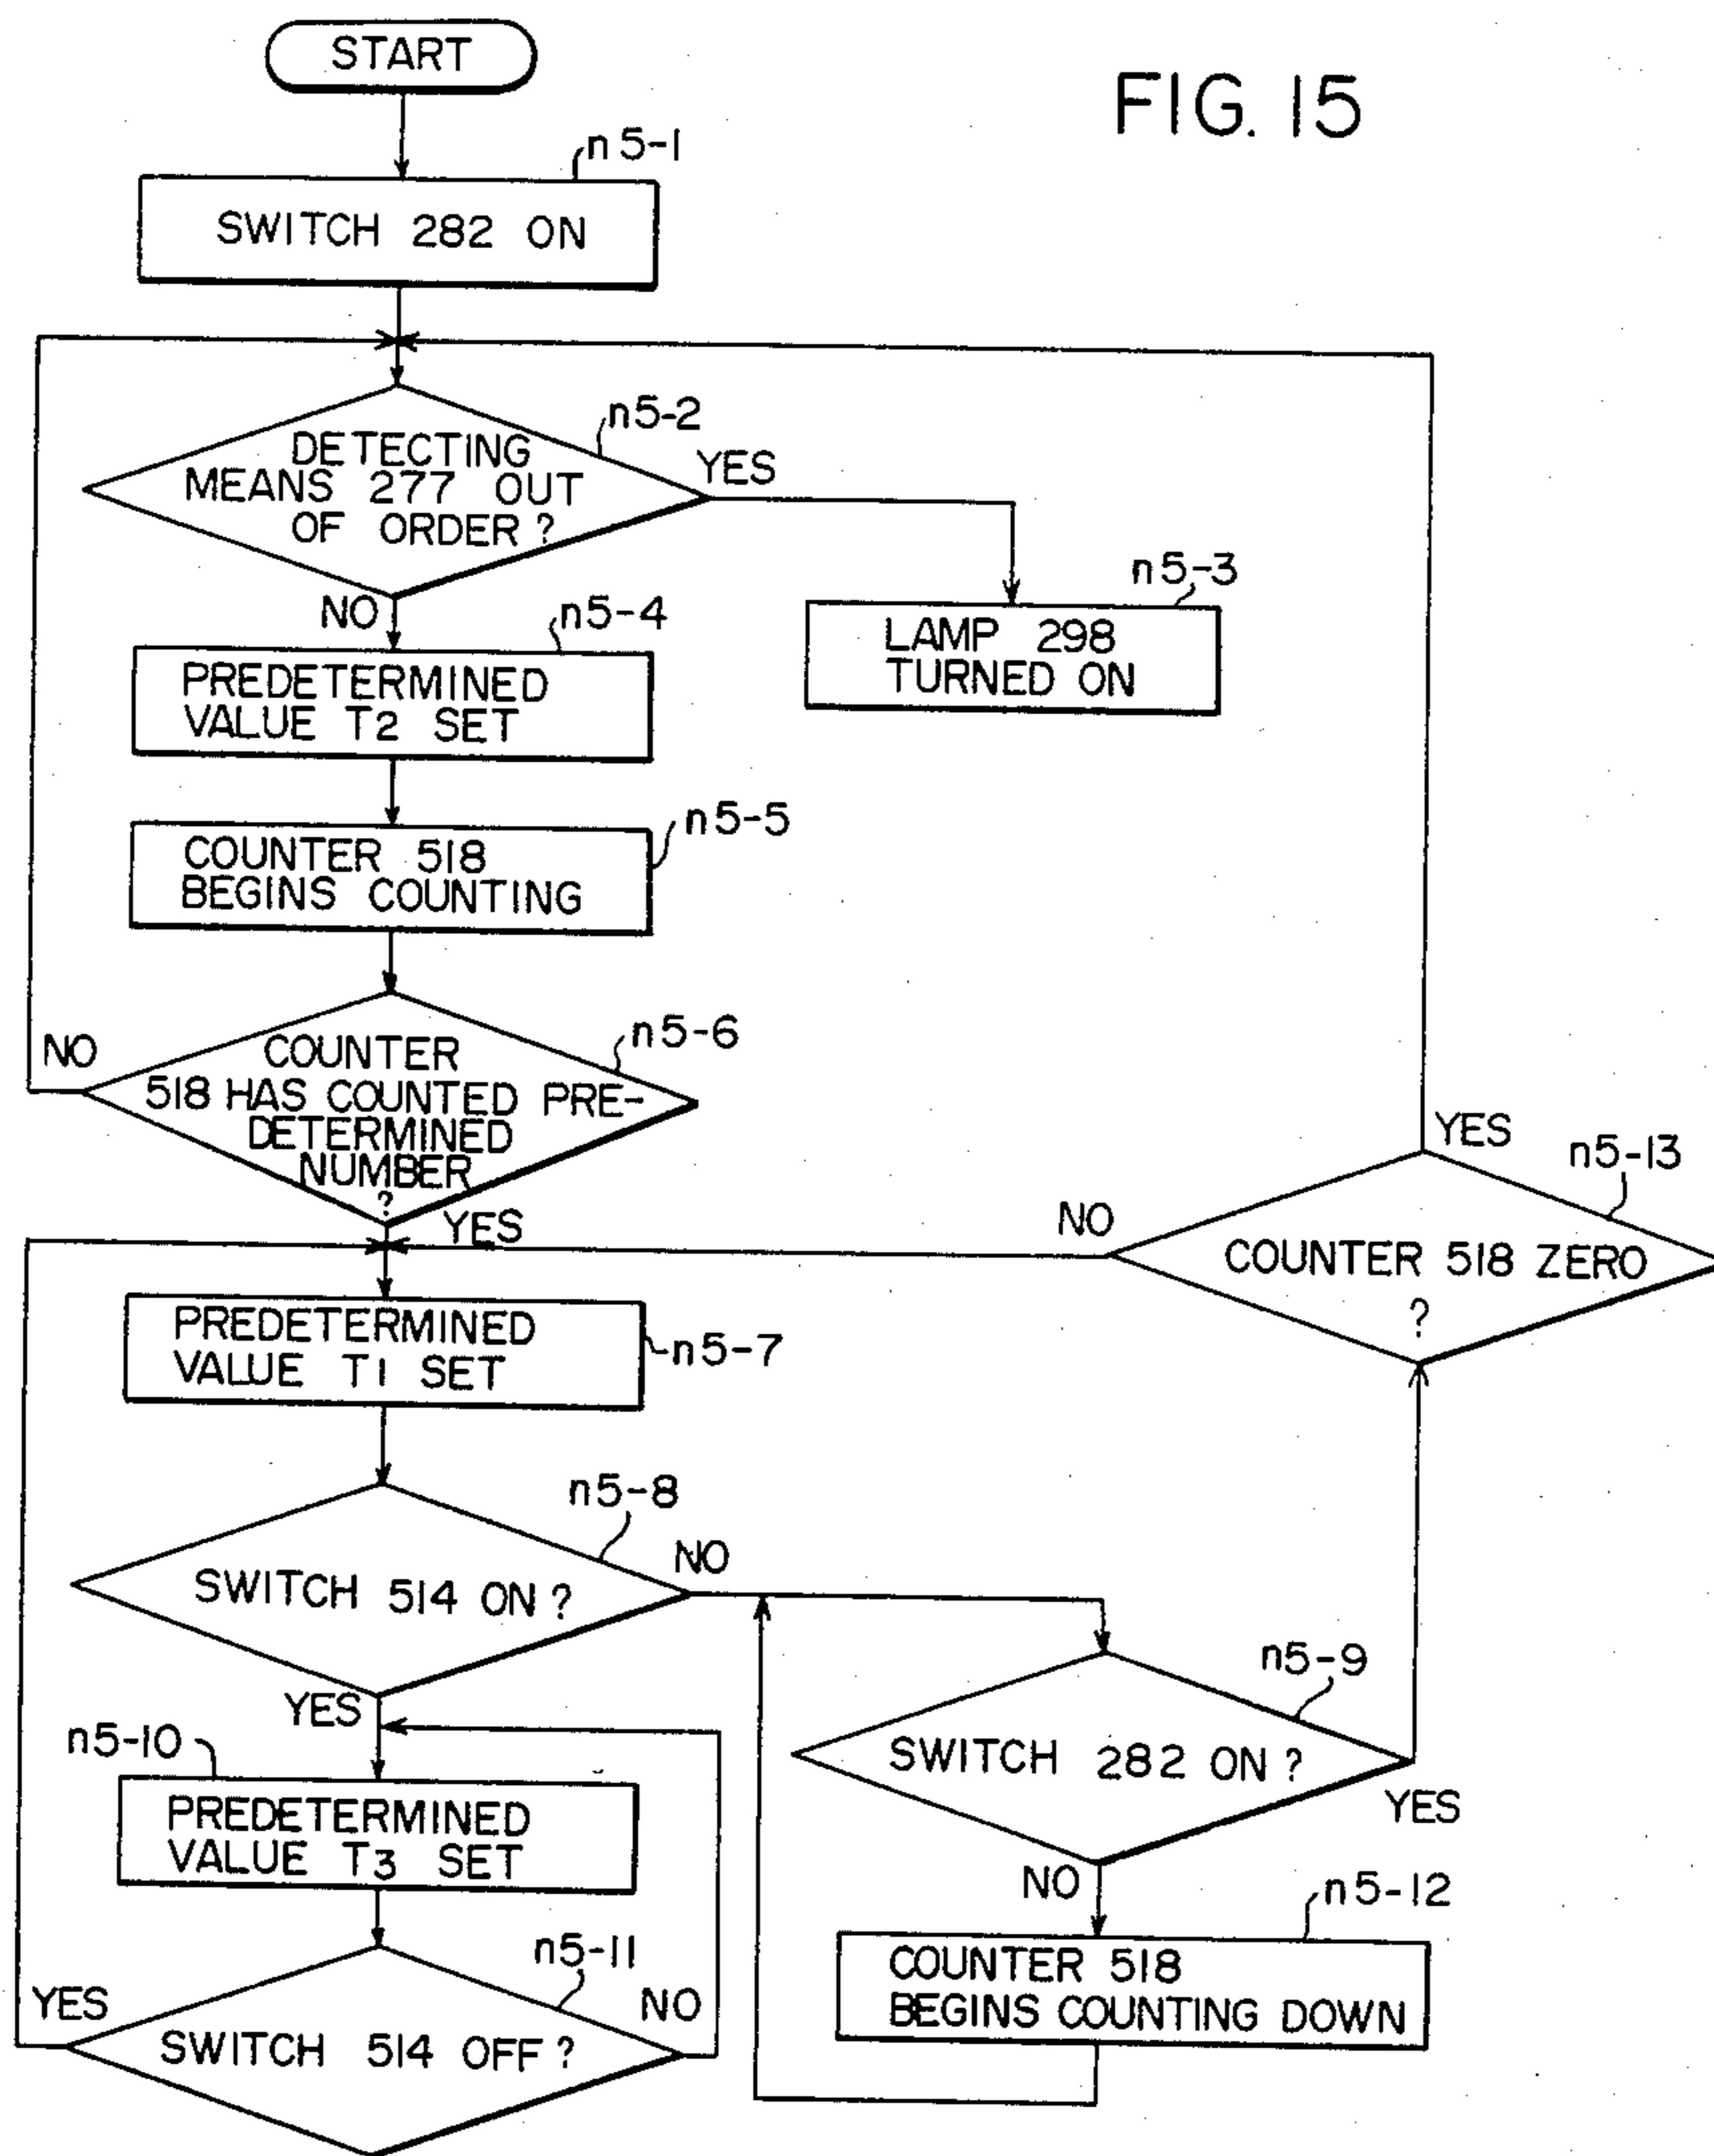 START
FIG. 15
n5-1
SWITCH 282 ON
n5-2
DETECTING
MEANS 277 OUT
OF ORDER?
YES
NO
n5-3
LAMP 298
TURNED ON
n5-4
PREDETERMINED
VALUE T2 SET
n5-5
COUNTER 518
BEGINS COUNTING
n5-6
NO
COUNTER
518 HAS COUNTED PRE-
DETERMINED
NUMBER
?
YES
YES
n5-13
NO
COUNTER 518 ZERO
?
PREDETERMINED
VALUE T1 SET
n5-7
n5-8
NO
SWITCH 514 ON?
YES
n5-9
SWITCH 282 ON?
YES
NO
n5-10
PREDETERMINED
VALUE T3 SET
n5-12
COUNTER 518
BEGINS COUNTING DOWN
n5-11
YES
NO
SWITCH 514 OFF?